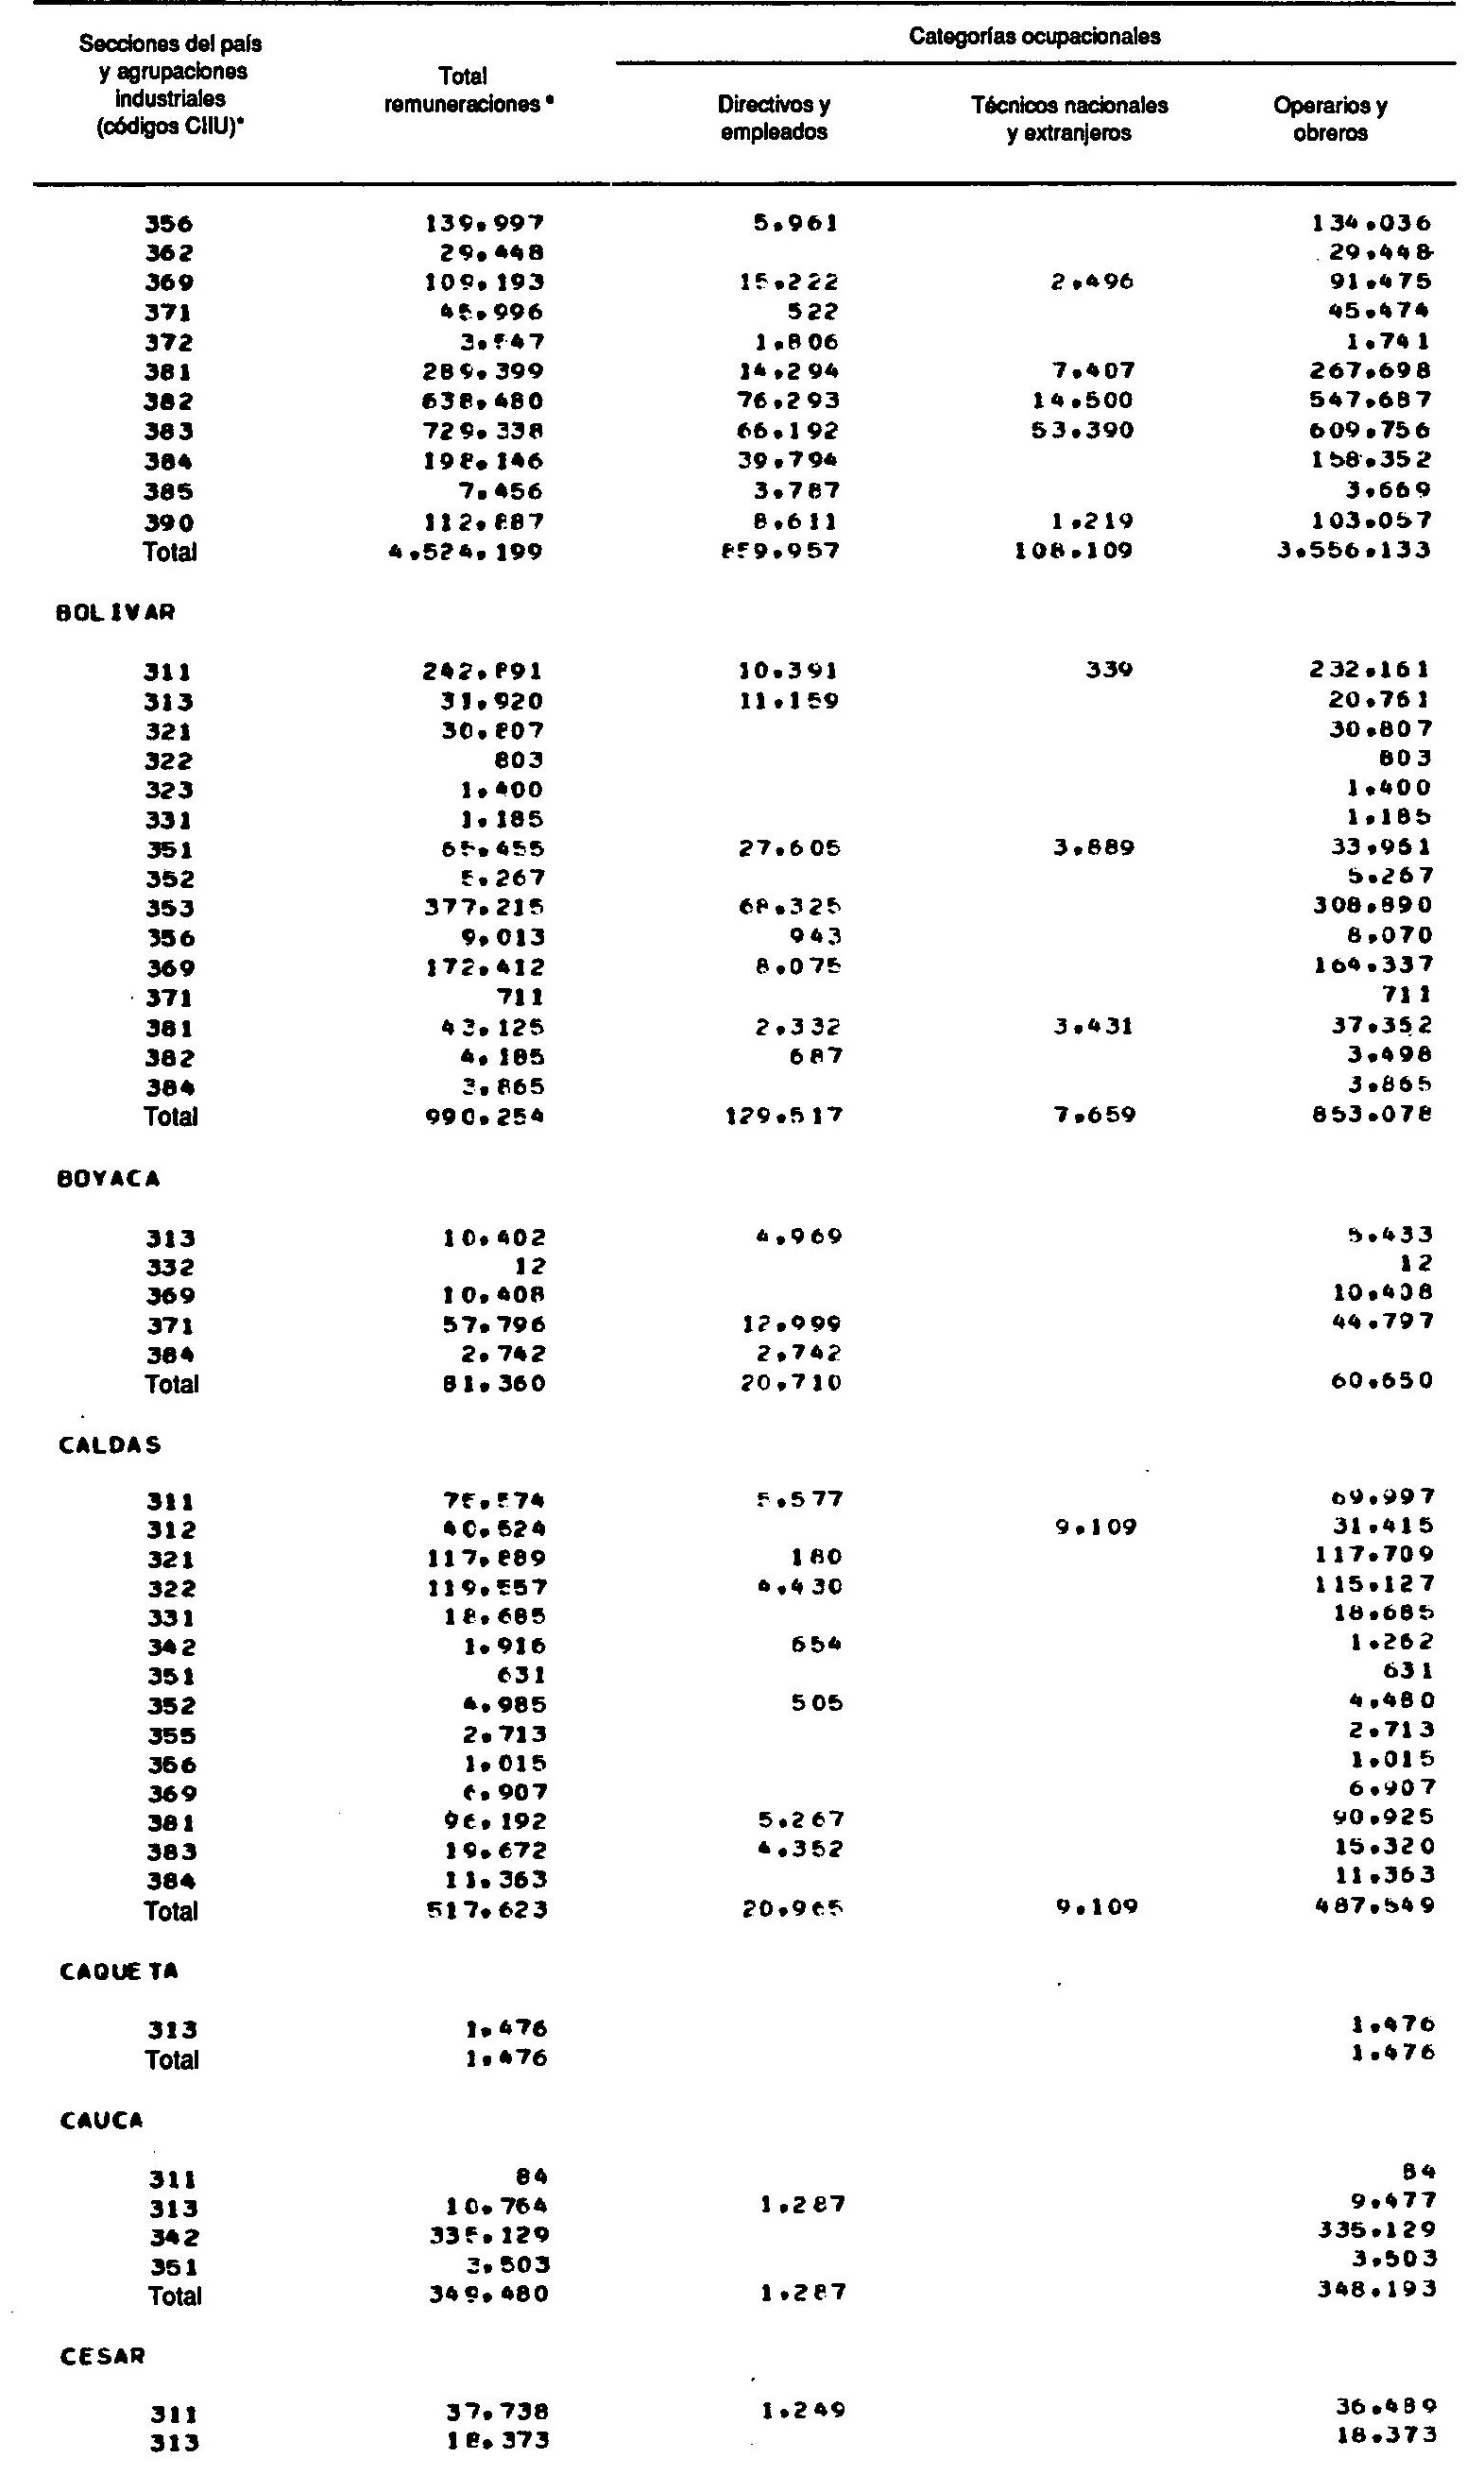 Secciones del país
y agrupaciones
industriales
(códigos CIIU)*
Total
remuneraciones *
Categorías ocupacionales
Directivos y
empleados
Técnicos nacionales
y extranjeros
Operarios y
obreros
356 139.997 5.961 134.036
362 29.448 29.448
369 109.193 15.222 2.496 91.475
371 45.996 522 45.474
372 3.547 1.806 1.741
381 289.399 14.294 7.407 267.698
382 638.480 76.293 14.500 547.687
383 729.338 66.192 53.390 609.756
384 198.146 39.794 158.352
385 7.456 3.787 3.669
390 112.887 8.611 1.219 103.057
Total 4.524.199 859.957 108.109 3.556.133
BOLIVAR
311 242.891 10.391 339 232.161
313 31.920 11.159 20.761
321 30.807 30.807
322 803 803
323 1.400 1.400
331 1.185 1.185
351 65.455 27.605 3.889 33.961
352 5.267 5.267
353 377.215 68.325 308.890
356 9.013 943 8.070
369 172.412 8.075 164.337
371 711 711
381 43.125 2.332 3.431 37.362
382 4.185 687 3.498
384 3.865 3.865
Total 990.254 129.517 7.659 853.078
BOYACA
313 10.402 4.969 5.433
332 12 12
369 10.408 10.408
371 57.796 12.999 44.797
384 2.742 2.742
Total 81.360 20.710 60.650
CALDAS
311 75.574 5.577 69.997
312 40.524 9.109 31.415
321 117.889 180 117.709
322 119.557 4.430 115.127
331 18.685 18.685
342 1.916 654 1.262
351 631 631
352 4.985 505 4.480
355 2.713 2.713
356 1.015 1.015
369 6.907 6.907
381 96.192 5.267 90.925
383 19.672 4.352 15.320
384 11.363 11.363
Total 517.623 20.965 9.109 487.549
CAQUETA
313 1.476 1.476
Total 1.476 1.476
CAUCA
311 84 84
313 10.764 1.287 9.477
342 335.129 335.129
351 3.503 3.503
Total 349.480 1.287 348.193
CESAR
311 37.738 1.249 36.489
313 18.373 18.373